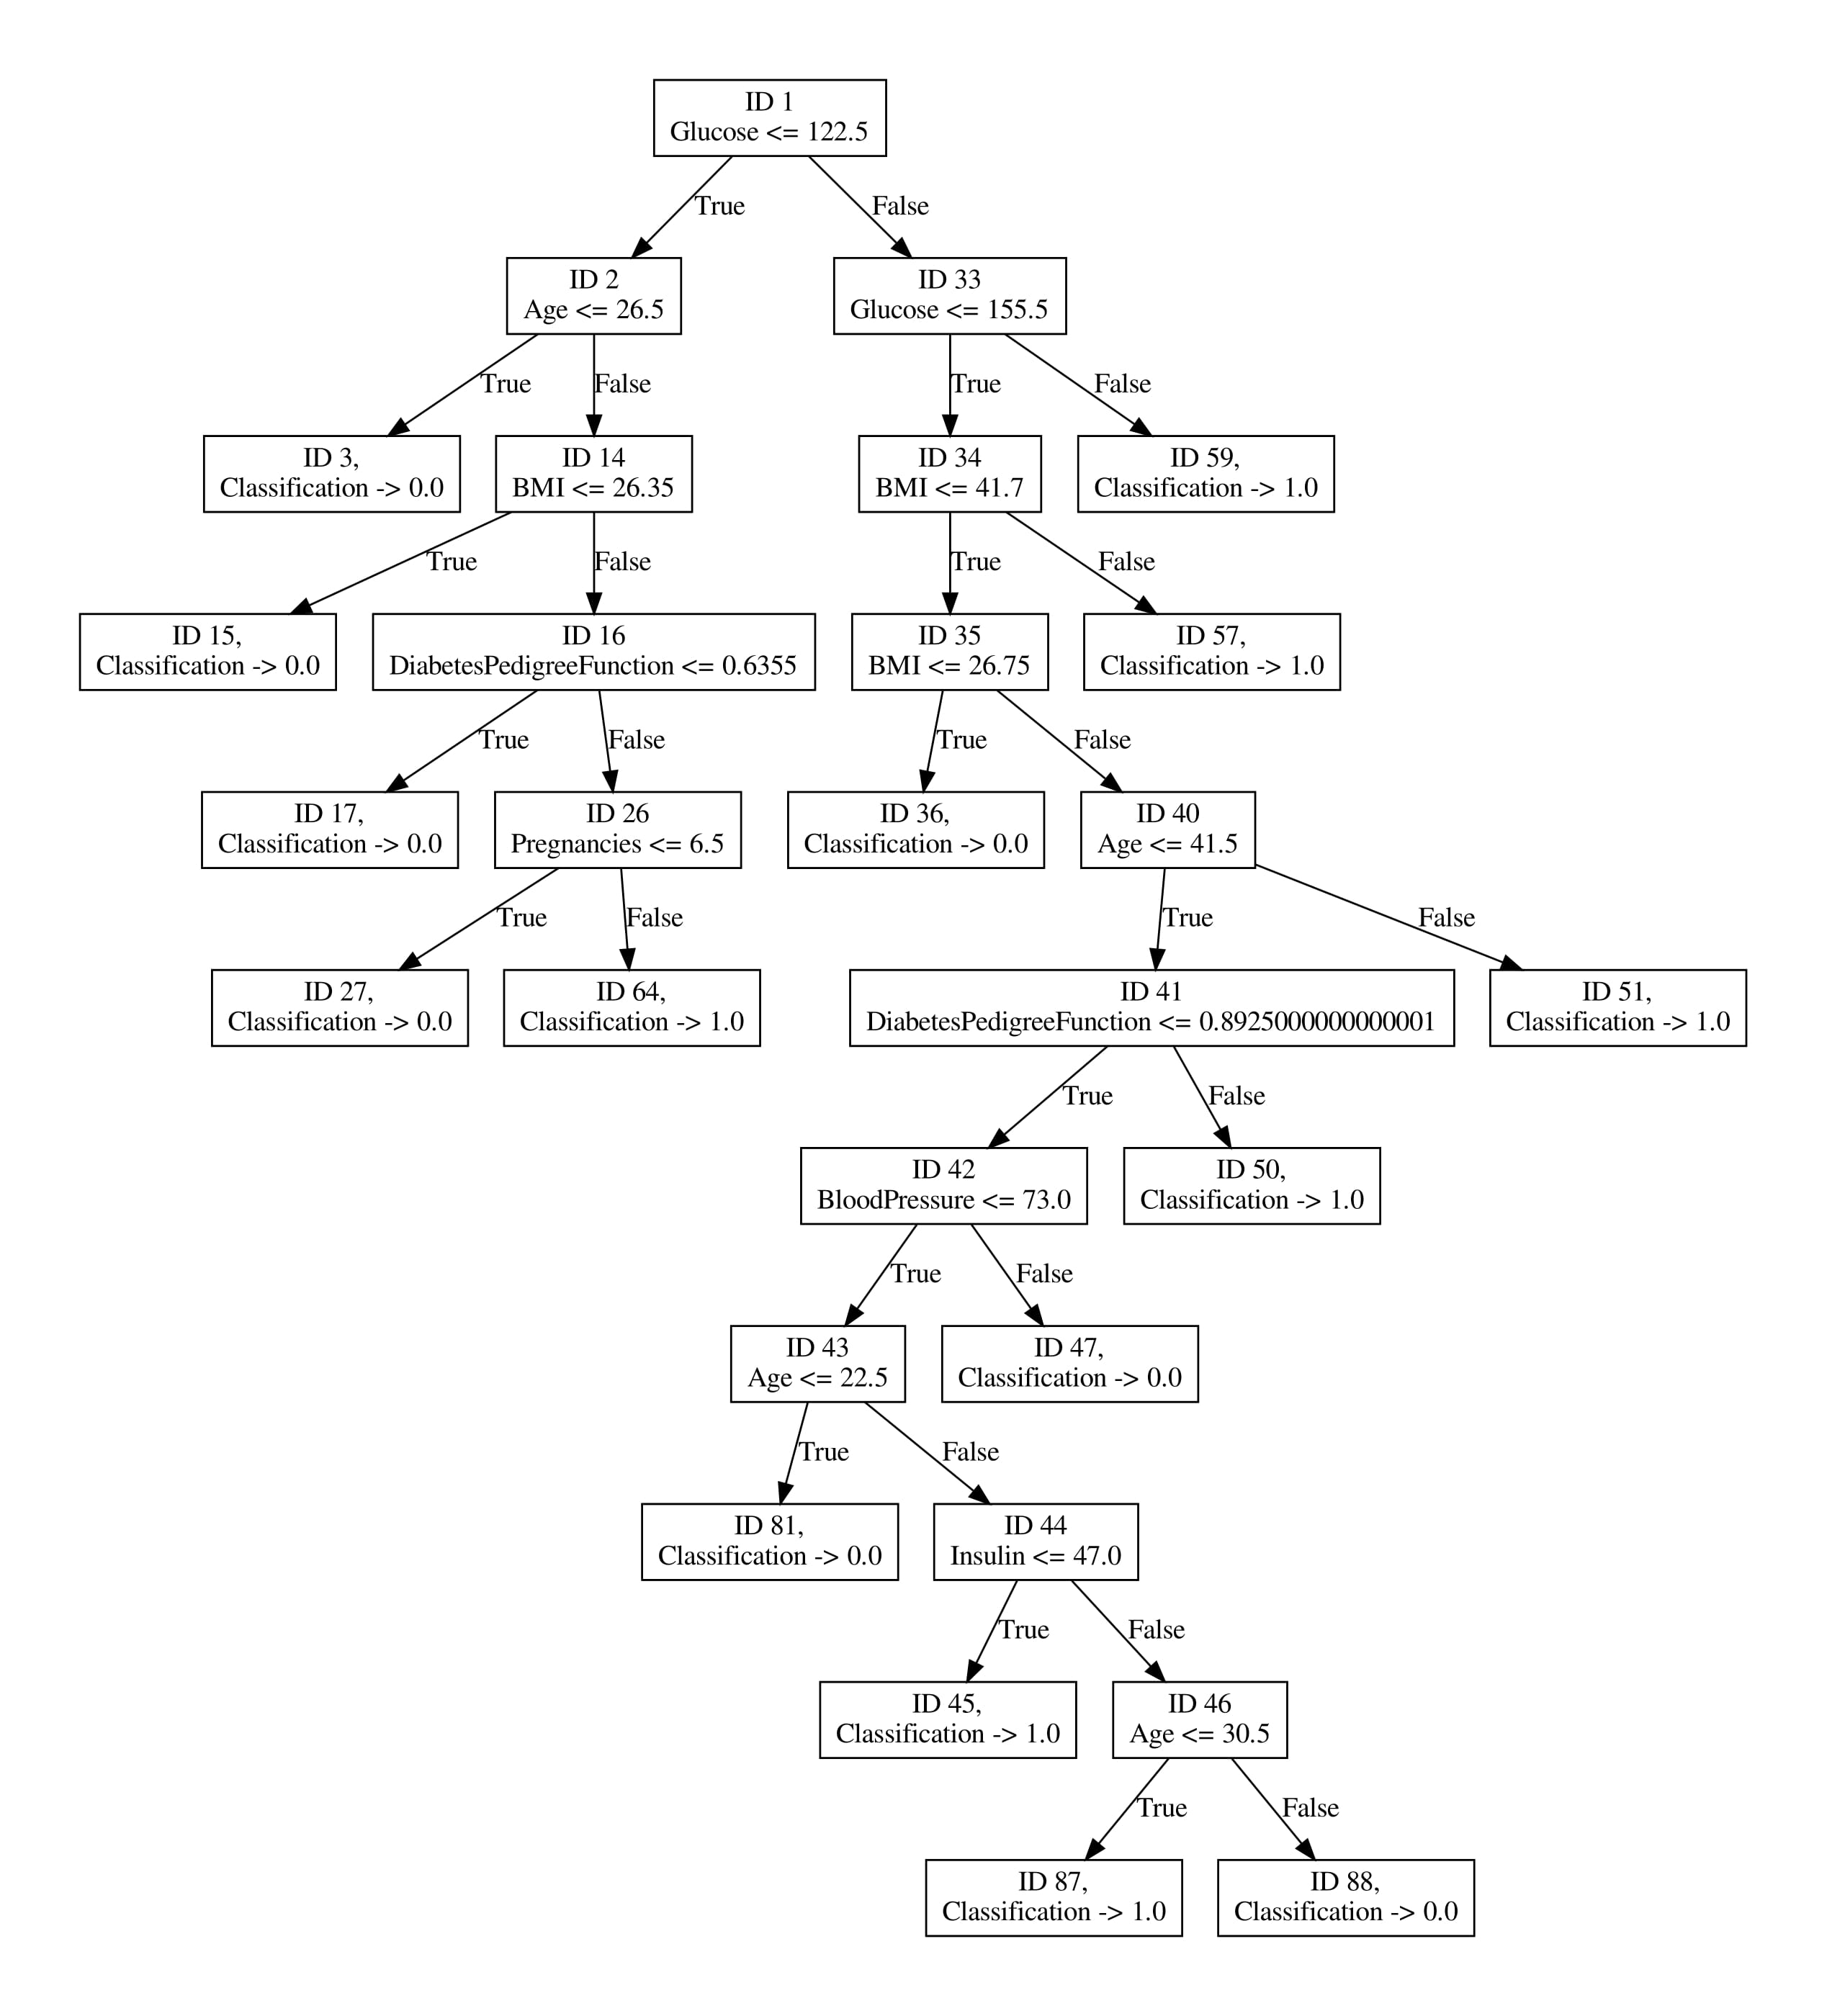 ID 1
Glucose <= 122.5
True
False
ID 2
Age <= 26.5
ID 33
Glucose <= 155.5
True
False
True
False
ID 3,
Classification -> 0.0
ID 14
BMI <= 26.35
ID 34
BMI <= 41.7
ID 59,
Classification -> 1.0
True
False
True
False
ID 15,
Classification -> 0.0
ID 16
DiabetesPedigreeFunction <= 0.6355
ID 35
BMI <= 26.75
ID 57,
Classification -> 1.0
True
False
True
False
ID 17,
Classification -> 0.0
ID 26
Pregnancies <= 6.5
ID 36,
Classification -> 0.0
ID 40
Age <= 41.5
True
False
True
False
ID 27,
Classification -> 0.0
ID 64,
Classification -> 1.0
ID 41
DiabetesPedigreeFunction <= 0.8925000000000001
ID 51,
Classification -> 1.0
True
False
ID 42
BloodPressure <= 73.0
ID 50,
Classification -> 1.0
True
False
ID 43
Age <= 22.5
ID 47,
Classification -> 0.0
True
False
ID 81,
Classification -> 0.0
ID 44
Insulin <= 47.0
True
False
ID 45,
Classification -> 1.0
ID 46
Age <= 30.5
True
False
ID 87,
Classification -> 1.0
ID 88,
Classification -> 0.0